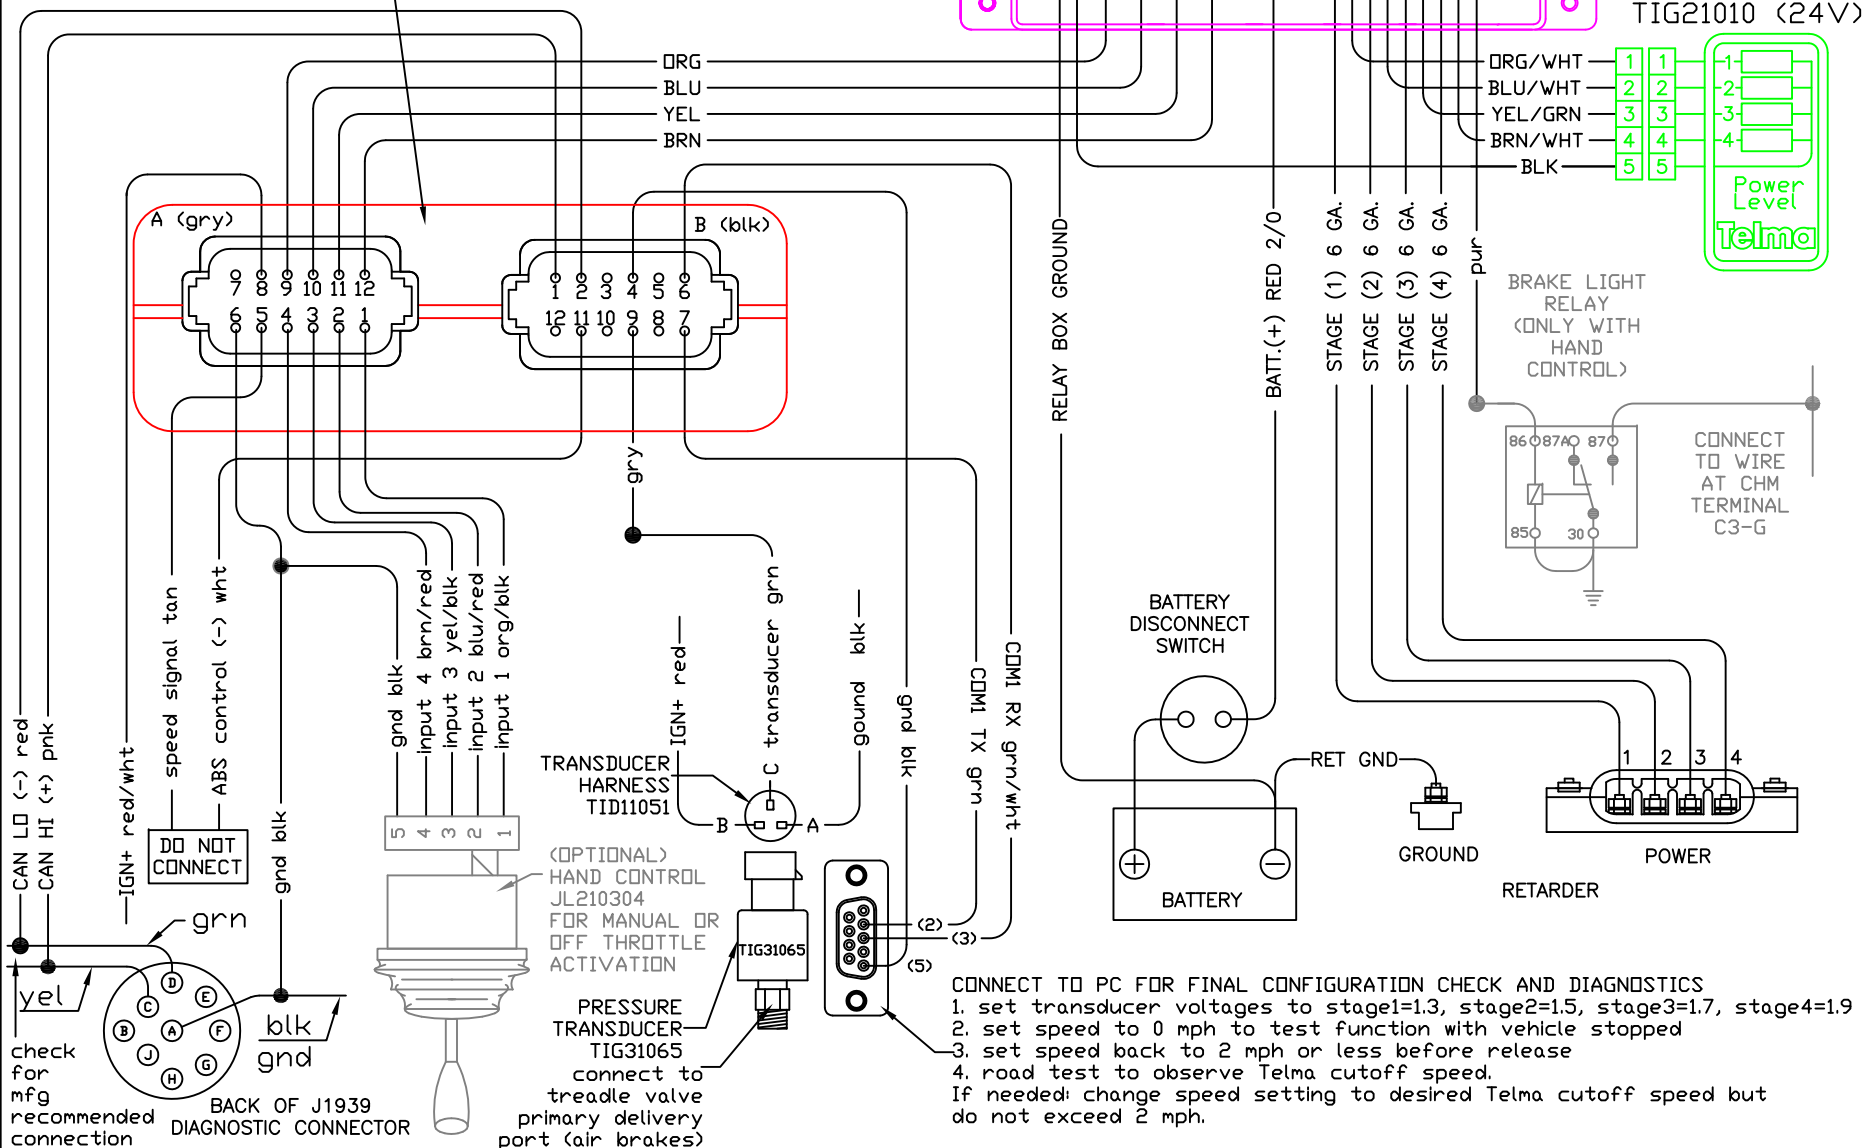 TIG21010 (24V)
ORG
BLU
YEL
BRN
ORG/WHT
BLU/WHT
YEL/GRN
BRN/WHT
BLK
1 1 1
2 2 2
3 3 3
4 4 4
5 5
Power
Level
Telma
A (gry)
B (blk)
7 8 9 10 11 12
6 5 4 3 2 1
1 2 3 4 5 6
12 11 10 9 8 7
RELAY BOX GROUND
BATT.(+) RED 2/0
STAGE (1) 6 GA.
STAGE (2) 6 GA.
STAGE (3) 6 GA.
STAGE (4) 6 GA.
pur
BRAKE LIGHT
RELAY
(ONLY WITH
HAND
CONTROL)
86 87A 87
85 30
CONNECT
TO WIRE
AT CHM
TERMINAL
C3-G
gry
CAN LO (-) red
CAN HI (+) pnk
IGN+ red/wht
speed signal tan
ABS control (-) wht
gnd blk
gnd blk
input 4 brn/red
input 3 yel/blk
input 2 blu/red
input 1 org/blk
IGN+ red
C transducer grn
gound blk
gnd blk
COM1 TX grn
COM1 RX grn/wht
DO NOT
CONNECT
5 4 3 2 1
TRANSDUCER
HARNESS
TID11051
B A
(OPTIONAL)
HAND CONTROL
JL210304
FOR MANUAL OR
OFF THROTTLE
ACTIVATION
TIG31065
PRESSURE
TRANSDUCER
TIG31065
connect to
treadle valve
primary delivery
port (air brakes)
(2)
(3)
(5)
BATTERY
DISCONNECT
SWITCH
+ −
BATTERY
RET GND
GROUND
1 2 3 4
POWER
RETARDER
grn
yel
blk
gnd
D
E
C
B A F
J
G
H
check
for
mfg
recommended
connection
BACK OF J1939
DIAGNOSTIC CONNECTOR
CONNECT TO PC FOR FINAL CONFIGURATION CHECK AND DIAGNOSTICS
1. set transducer voltages to stage1=1.3, stage2=1.5, stage3=1.7, stage4=1.9
2. set speed to 0 mph to test function with vehicle stopped
3. set speed back to 2 mph or less before release
4. road test to observe Telma cutoff speed.
If needed: change speed setting to desired Telma cutoff speed but
do not exceed 2 mph.